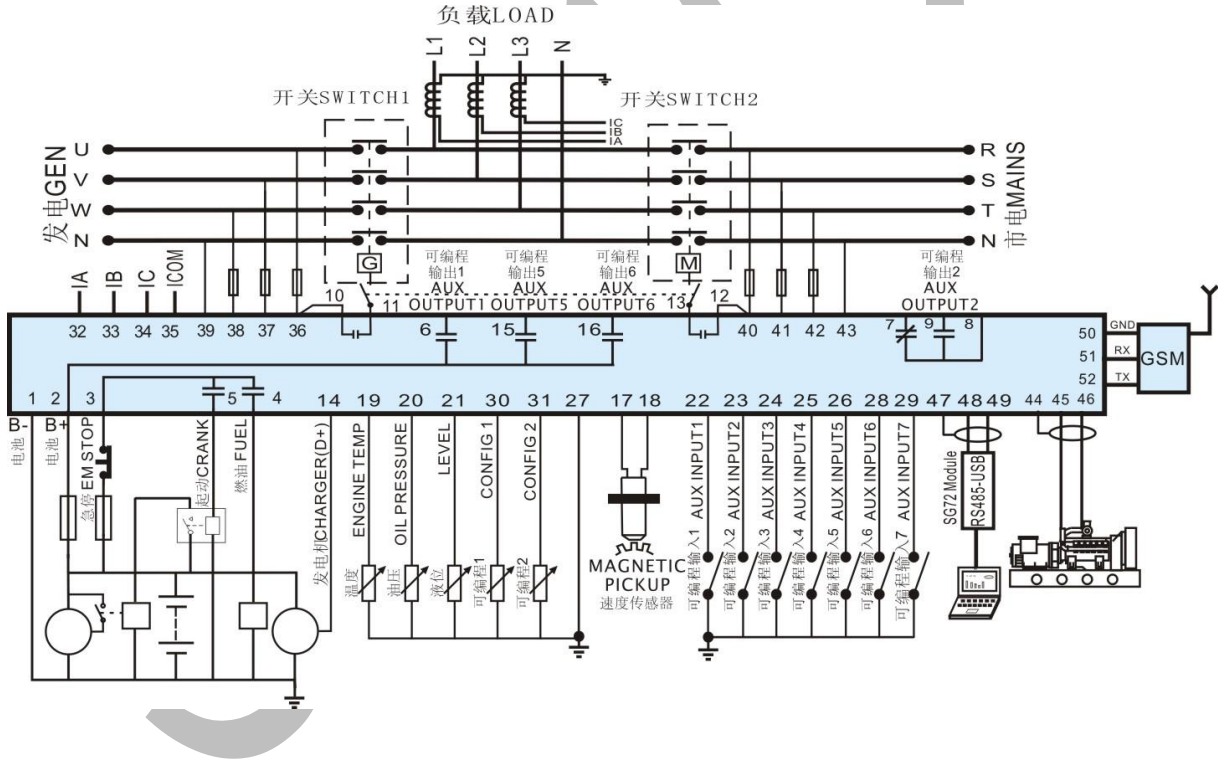 负载LOAD
L1
L2
L3
N
开关SWITCH1
开关SWITCH2
IC
IB
IA
发电GEN
U
V
W
N
R
S
T
N
市电MAINS
G
M
可编程
输出1
AUX
OUTPUT1
可编程
输出5
AUX
OUTPUT5
可编程
输出6
AUX
OUTPUT6
可编程
输出2
AUX
OUTPUT2
IA
IB
IC
ICOM
10
11
13
12
32
33
34
35
39
38
37
36
6
15
16
40
41
42
43
7
9
8
50
51
52
GND
RX
TX
GSM
1
2
3
5
4
14
19
20
21
30
31
27
17
18
22
23
24
25
26
28
29
47
48
49
44
45
46
B-
电池
B+
电池
EM STOP
急停
起动CRANK
燃油 FUEL
发电机CHARGER(D+)
ENGINE TEMP
温度
OIL PRESSURE
油压
LEVEL
液位
CONFIG 1
可编程1
CONFIG 2
可编程2
MAGNETIC
PICKUP
速度传感器
可编程输入1 AUX INPUT1
可编程输入2 AUX INPUT2
可编程输入3 AUX INPUT3
可编程输入4 AUX INPUT4
可编程输入5 AUX INPUT5
可编程输入6 AUX INPUT6
可编程输入7 AUX INPUT7
SG72 Module
RS485-USB